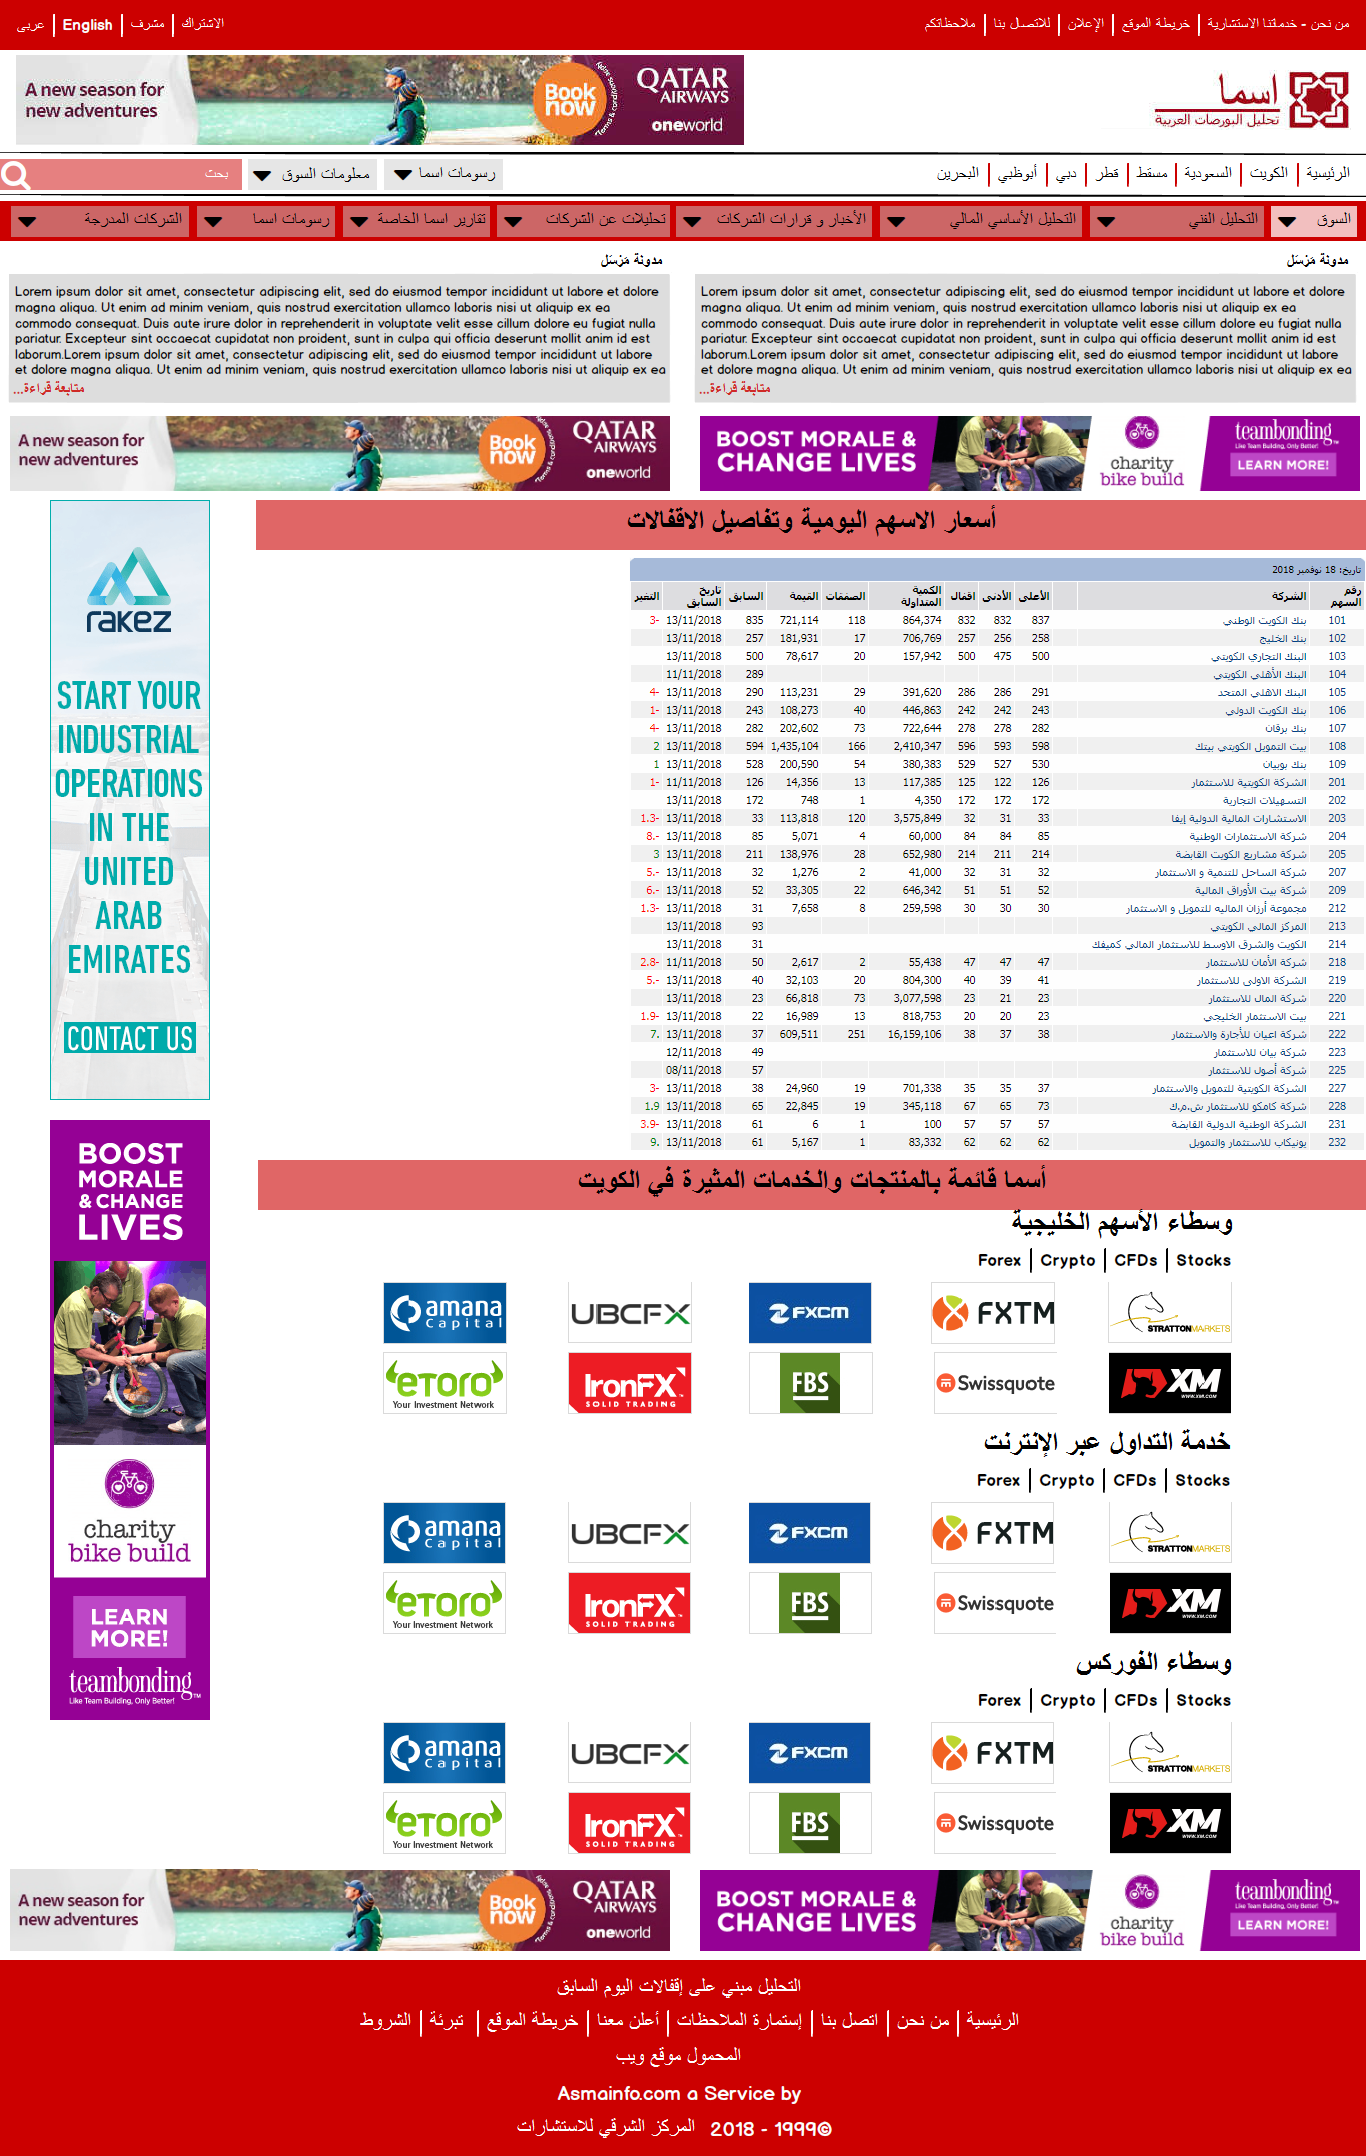 من نحن - خدماتنا الاستشارية | خريطة الموقع | الإعلان | للاتصال بنا | ملاحظاتكم
الاشتراك | مشرف | English | عربى
A new season for
new adventures
Book now
Terms & conditions apply
QATAR AIRWAYS
oneworld
اسما
تحليل البورصات العربية
الرئيسية | الكويت | السعودية | مسقط | قطر | دبي | أبوظبي | البحرين
رسومات اسما
معلومات السوق
بحث
السوق
التحليل الفني
التحليل الأساسي المالي
الأخبار و قرارات الشركات
تحليلات عن الشركات
تقارير اسما الخاصة
رسومات اسما
الشركات المدرجة
مدونة مَرْسَل
Lorem ipsum dolor sit amet, consectetur adipiscing elit, sed do eiusmod tempor incididunt ut labore et dolore
magna aliqua. Ut enim ad minim veniam, quis nostrud exercitation ullamco laboris nisi ut aliquip ex ea
commodo consequat. Duis aute irure dolor in reprehenderit in voluptate velit esse cillum dolore eu fugiat nulla
pariatur. Excepteur sint occaecat cupidatat non proident, sunt in culpa qui officia deserunt mollit anim id est
laborum.Lorem ipsum dolor sit amet, consectetur adipiscing elit, sed do eiusmod tempor incididunt ut labore
et dolore magna aliqua. Ut enim ad minim veniam, quis nostrud exercitation ullamco laboris nisi ut aliquip ex ea
متابعة قراءة...
مدونة مَرْسَل
Lorem ipsum dolor sit amet, consectetur adipiscing elit, sed do eiusmod tempor incididunt ut labore et dolore
magna aliqua. Ut enim ad minim veniam, quis nostrud exercitation ullamco laboris nisi ut aliquip ex ea
commodo consequat. Duis aute irure dolor in reprehenderit in voluptate velit esse cillum dolore eu fugiat nulla
pariatur. Excepteur sint occaecat cupidatat non proident, sunt in culpa qui officia deserunt mollit anim id est
laborum.Lorem ipsum dolor sit amet, consectetur adipiscing elit, sed do eiusmod tempor incididunt ut labore
et dolore magna aliqua. Ut enim ad minim veniam, quis nostrud exercitation ullamco laboris nisi ut aliquip ex ea
متابعة قراءة...
BOOST MORALE &
CHANGE LIVES
charity
bike build
teambonding
Like Team Building, Only Better!
LEARN MORE!
A new season for
new adventures
Book now
QATAR AIRWAYS
oneworld
أسعار الاسهم اليومية وتفاصيل الاقفالات
تاريخ: 18 نوفمبر 2018
رقم السهم الشركة الأعلى الأدنى اقفال الكمية المتداولة الصفقات القيمة السابق تاريخ السابق التغير
101 بنك الكويت الوطني 837 832 832 864,374 118 721,114 835 13/11/2018 -3
102 بنك الخليج 258 256 257 706,769 17 181,931 257 13/11/2018
103 البنك التجاري الكويتي 500 475 500 157,942 20 78,617 500 13/11/2018
104 البنك الأهلي الكويتي 289 11/11/2018
105 البنك الاهلي المتحد 291 286 286 391,620 29 113,231 290 13/11/2018 -4
106 بنك الكويت الدولي 243 242 242 446,863 40 108,273 243 13/11/2018 -1
107 بنك برقان 282 278 278 722,644 73 202,602 282 13/11/2018 -4
108 بيت التمويل الكويتي بيتك 598 593 596 2,410,347 166 1,435,104 594 13/11/2018 2
109 بنك بوبيان 530 527 529 380,383 54 200,590 528 13/11/2018 1
201 الشركة الكويتية للاستثمار 126 122 125 117,385 13 14,356 126 11/11/2018 -1
202 التسهيلات التجارية 172 172 172 4,350 1 748 172 13/11/2018
203 الاستشارات المالية الدولية إيفا 33 31 32 3,575,849 120 113,818 33 13/11/2018 -1.3
204 شركة الاستثمارات الوطنية 85 84 84 60,000 4 5,071 85 13/11/2018 -.8
205 شركة مشاريع الكويت القابضة 214 211 214 652,980 28 138,976 211 13/11/2018 3
207 شركة الساحل للتنمية و الاستثمار 32 31 32 41,000 2 1,276 32 13/11/2018 -.5
209 شركة بيت الأوراق المالية 52 51 51 646,342 22 33,305 52 13/11/2018 -.6
212 مجموعة أرزان المالية للتمويل و الاستثمار 30 30 30 259,598 8 7,658 31 13/11/2018 -1.3
213 المركز المالي الكويتي 93 13/11/2018
214 الكويت والشرق الاوسط للاستثمار المالي كميفك 31 13/11/2018
218 شركة الأمان للاستثمار 47 47 47 55,438 2 2,617 50 11/11/2018 -2.8
219 الشركة الاولى للاستثمار 41 39 40 804,300 20 32,103 40 13/11/2018 -.5
220 شركة المال للاستثمار 23 21 23 3,077,598 73 66,818 23 13/11/2018
221 بيت الاستثمار الخليجي 23 20 20 818,753 13 16,989 22 13/11/2018 -1.9
222 شركة اعيان للأجارة والاستثمار 38 37 38 16,159,106 251 609,511 37 13/11/2018 .7
223 شركة بيان للاستثمار 49 12/11/2018
225 شركة أصول للاستثمار 57 08/11/2018
227 الشركة الكويتية للتمويل والاستثمار 37 35 35 701,338 19 24,960 38 13/11/2018 -3
228 شركة كامكو للاستثمار ش.م.ك 73 65 67 345,118 19 22,845 65 13/11/2018 1.9
231 الشركة الوطنية الدولية القابضة 57 57 57 100 1 6 61 13/11/2018 -3.9
232 يونيكاب للاستثمار والتمويل 62 62 62 83,332 1 5,167 61 13/11/2018 .9
rakez
START YOUR
INDUSTRIAL
OPERATIONS
IN THE
UNITED
ARAB
EMIRATES
CONTACT US
BOOST
MORALE
& CHANGE
LIVES
charity
bike build
LEARN
MORE!
teambonding
Like Team Building, Only Better!
أسما قائمة بالمنتجات والخدمات المثيرة في الكويت
وسطاء الأسهم الخليجية
Forex | Crypto | CFDs | Stocks
amana capital
UBCFX
FXCM
FXTM
STRATTONMARKETS
etoro
Your Investment Network
IronFX
SOLID TRADING
FBS
Swissquote
XM
WWW.XM.COM
خدمة التداول عبر الإنترنت
Forex | Crypto | CFDs | Stocks
amana capital
UBCFX
FXCM
FXTM
STRATTONMARKETS
etoro
Your Investment Network
IronFX
SOLID TRADING
FBS
Swissquote
XM
WWW.XM.COM
وسطاء الفوركس
Forex | Crypto | CFDs | Stocks
amana capital
UBCFX
FXCM
FXTM
STRATTONMARKETS
etoro
Your Investment Network
IronFX
SOLID TRADING
FBS
Swissquote
XM
WWW.XM.COM
A new season for
new adventures
Book now
QATAR AIRWAYS
oneworld
BOOST MORALE &
CHANGE LIVES
charity
bike build
teambonding
Like Team Building, Only Better!
LEARN MORE!
التحليل مبني على إقفالات اليوم السابق
الرئيسية | من نحن | اتصل بنا | إستمارة الملاحظات | أعلن معنا | خريطة الموقع | تبرئة | الشروط
المحمول موقع ويب
Asmainfo.com a Service by
المركز الشرقي للاستشارات 2018 - 1999©